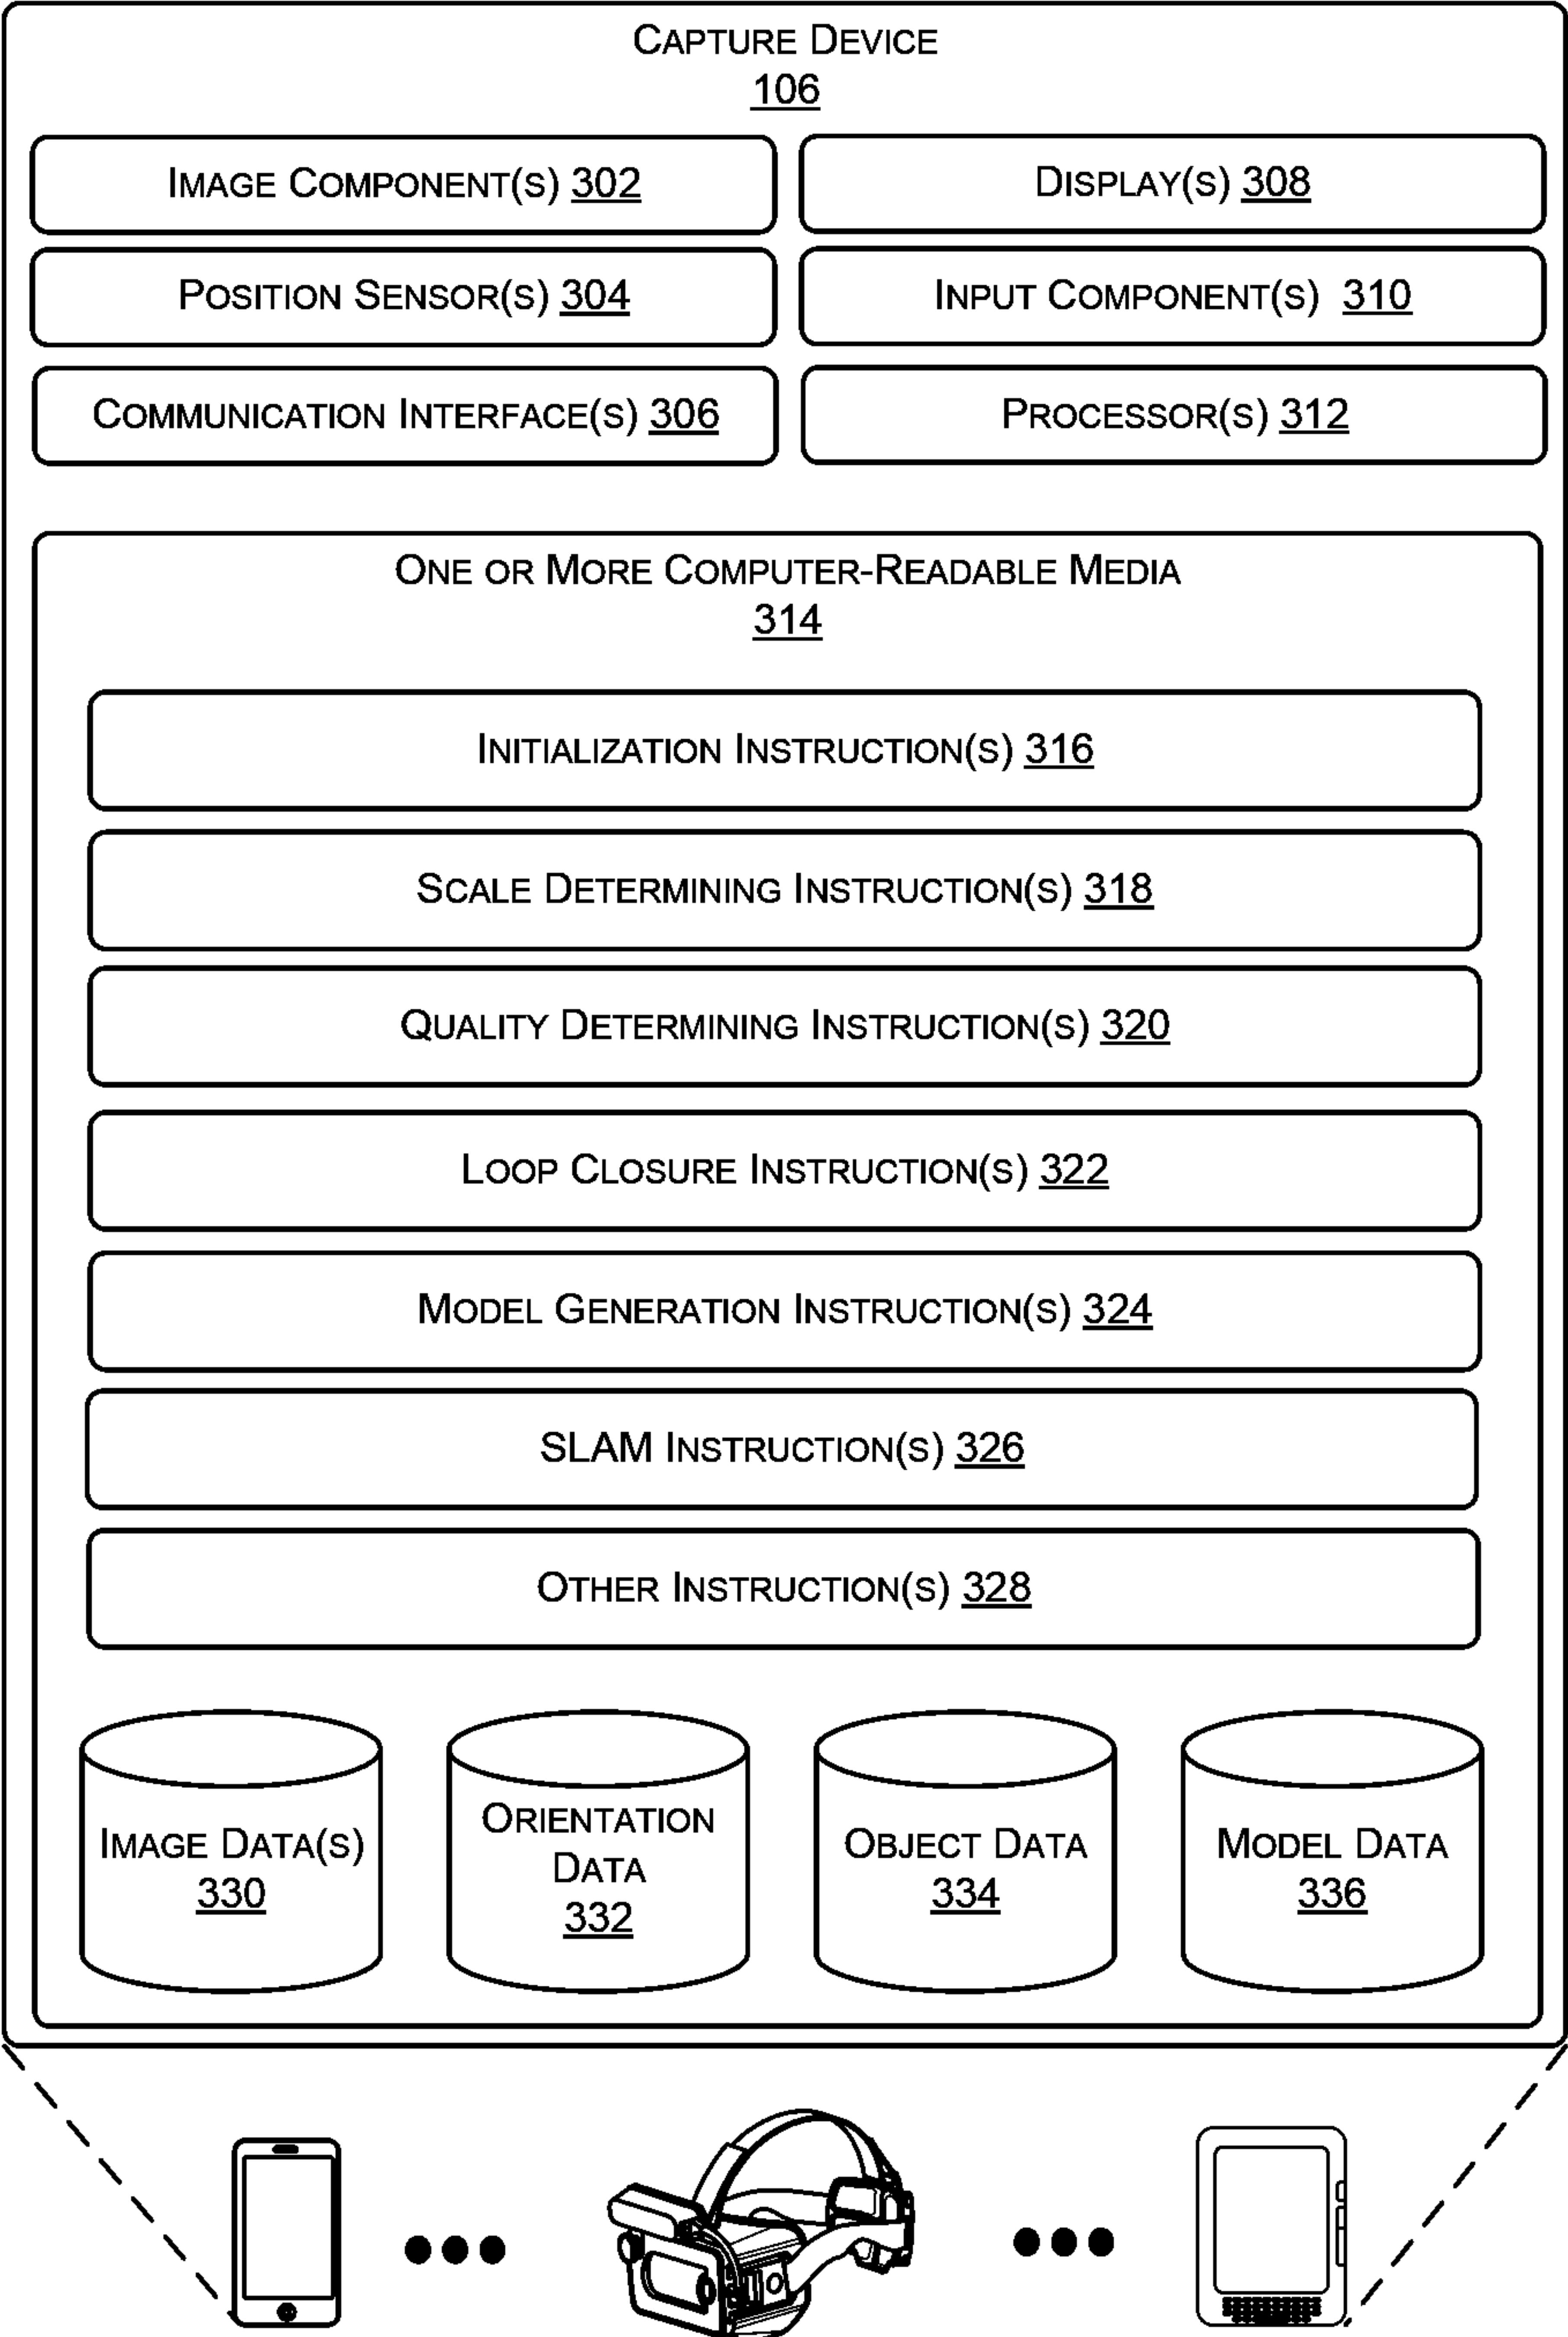 CAPTURE DEVICE
106
IMAGE COMPONENT(S) 302
DISPLAY(S) 308
POSITION SENSOR(S) 304
INPUT COMPONENT(S) 310
COMMUNICATION INTERFACE(S) 306
PROCESSOR(S) 312
ONE OR MORE COMPUTER-READABLE MEDIA
314
INITIALIZATION INSTRUCTION(S) 316
SCALE DETERMINING INSTRUCTION(S) 318
QUALITY DETERMINING INSTRUCTION(S) 320
LOOP CLOSURE INSTRUCTION(S) 322
MODEL GENERATION INSTRUCTION(S) 324
SLAM INSTRUCTION(S) 326
OTHER INSTRUCTION(S) 328
IMAGE DATA(S)
330
ORIENTATION
DATA
332
OBJECT DATA
334
MODEL DATA
336